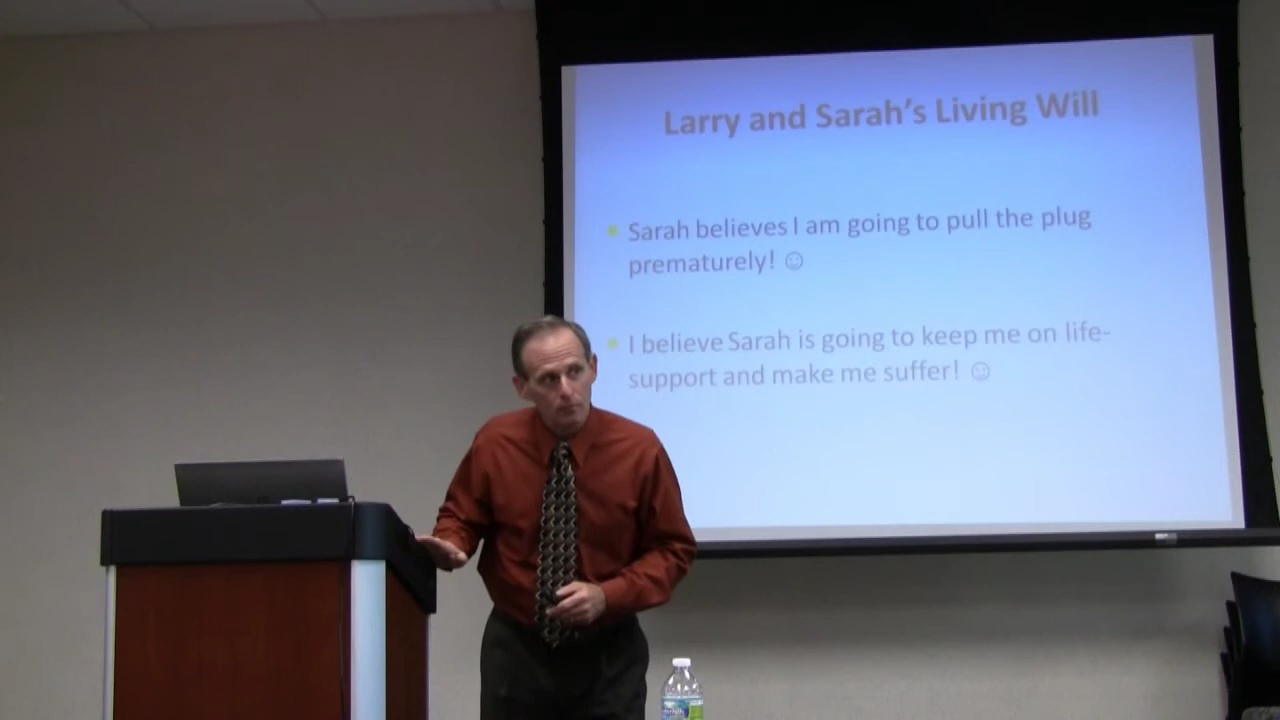 Larry and Sarah's Living Will
Sarah believes I am going to pull the plug
prematurely! ☺
I believe Sarah is going to keep me on life-
support and make me suffer! ☺